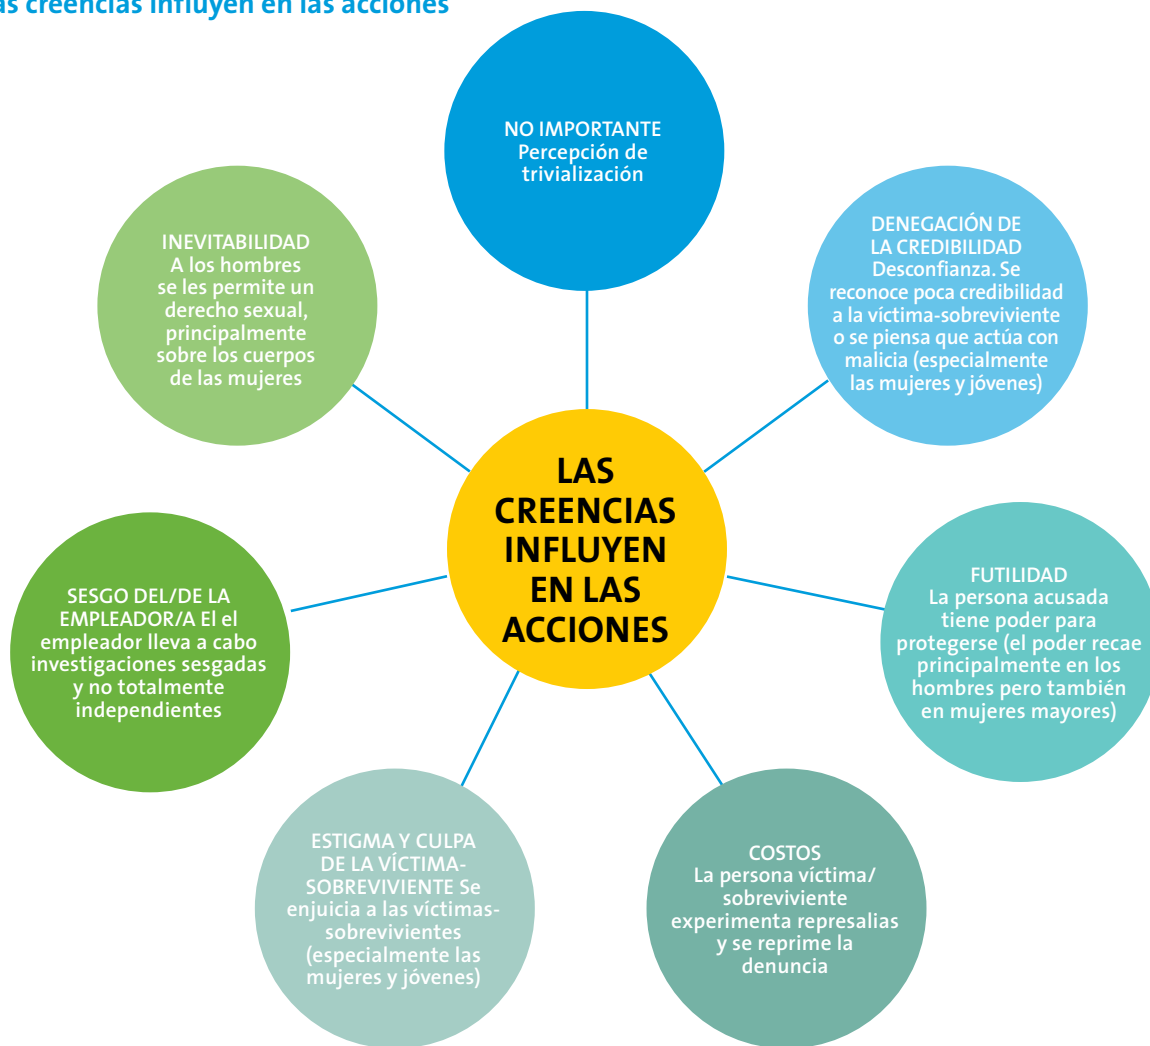 as creencias influyen en las acciones
NO IMPORTANTE
Percepción de
trivialización
DENEGACIÓN DE
LA CREDIBILIDAD
Desconfianza. Se
reconoce poca credibilidad
a la víctima-sobreviviente
o se piensa que actúa con
malicia (especialmente
las mujeres y jóvenes)
FUTILIDAD
La persona acusada
tiene poder para
protegerse (el poder recae
principalmente en los
hombres pero también
en mujeres mayores)
COSTOS
La persona víctima/
sobreviviente
experimenta represalias
y se reprime la
denuncia
ESTIGMA Y CULPA
DE LA VÍCTIMA-
SOBREVIVIENTE Se
enjuicia a las víctimas-
sobrevivientes
(especialmente las
mujeres y jóvenes)
SESGO DEL/DE LA
EMPLEADOR/A El el
empleador lleva a cabo
investigaciones sesgadas
y no totalmente
independientes
INEVITABILIDAD
A los hombres
se les permite un
derecho sexual,
principalmente
sobre los cuerpos
de las mujeres
LAS
CREENCIAS
INFLUYEN
EN LAS
ACCIONES